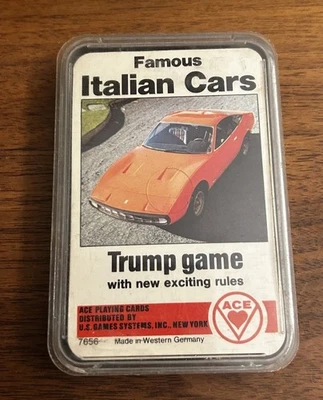 Famous
Italian Cars
Trump game
with new exciting rules
ACE PLAYING CARDS
DISTRIBUTED BY
U.S. GAMES SYSTEMS, INC., NEW YORK
ACE
7656 Made in Western Germany